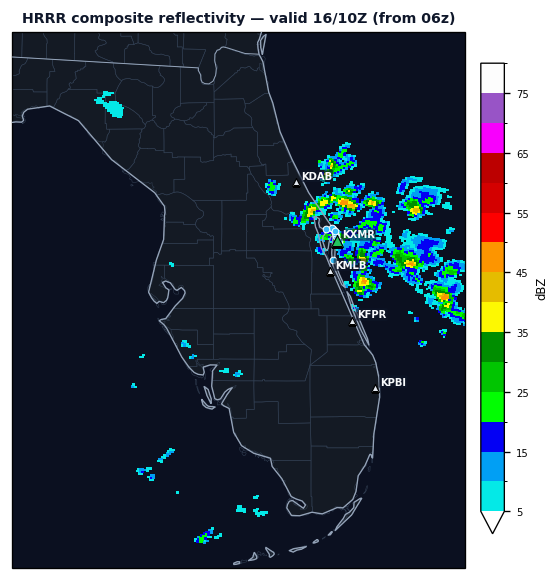 HRRR composite reflectivity — valid 16/10Z (from 06z)
KDAB
KXMR
KMLB
KFPR
KPBI
75
65
55
45
35
25
15
5
dBZ